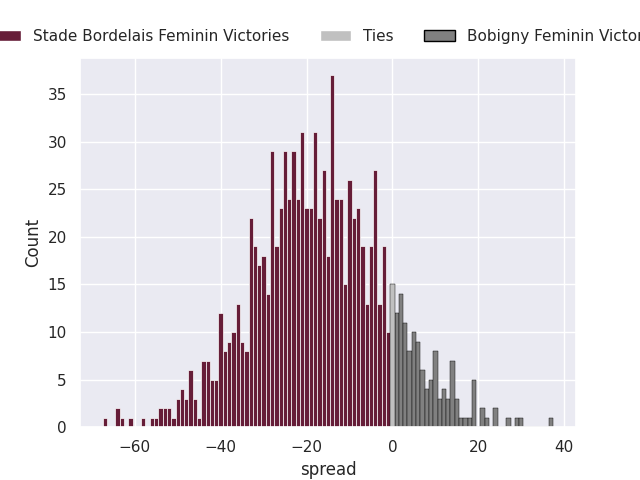 Stade Bordelais Feminin Victories Ties Bobigny Feminin Victor
35
30
25
20
15
10
5
0
Count
−60 −40 −20 0 20 40
spread